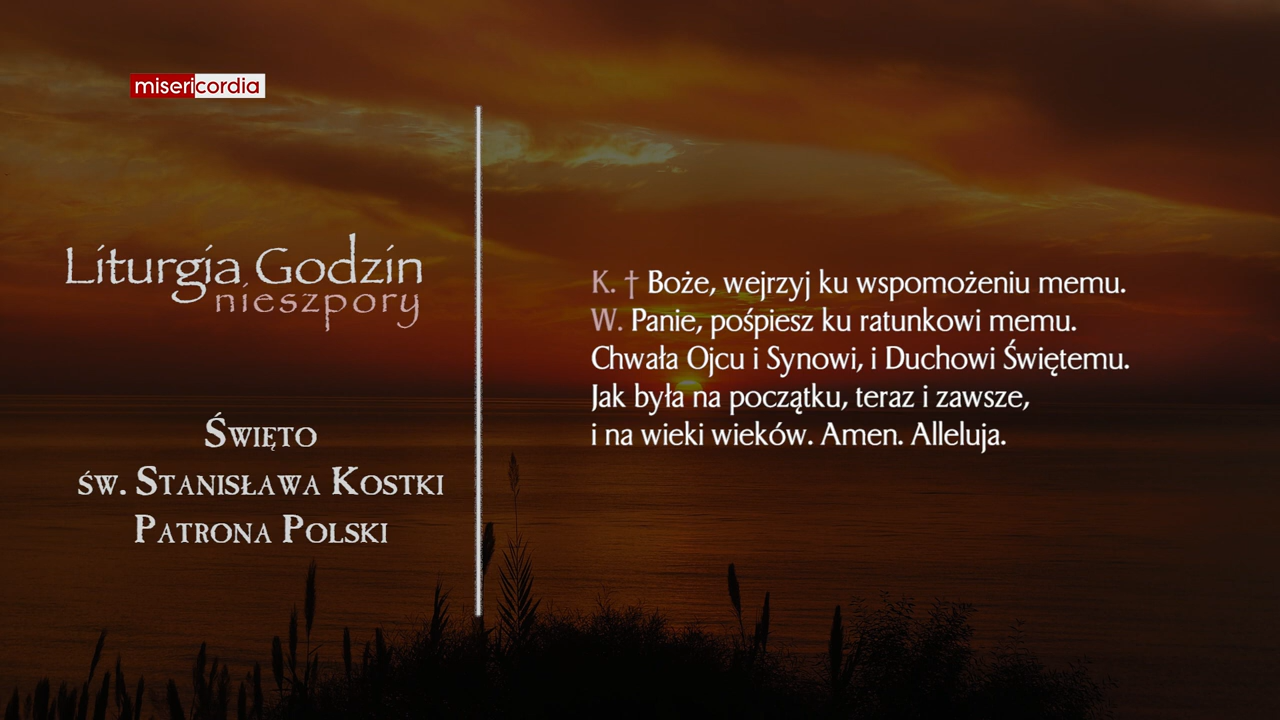 misericordia
Liturgia Godzin
nieszpory
Święto
św. Stanisława Kostki
Patrona Polski
K. † Boże, wejrzyj ku wspomożeniu memu.
W. Panie, pośpiesz ku ratunkowi memu.
Chwała Ojcu i Synowi, i Duchowi Świętemu.
Jak była na początku, teraz i zawsze,
i na wieki wieków. Amen. Alleluja.